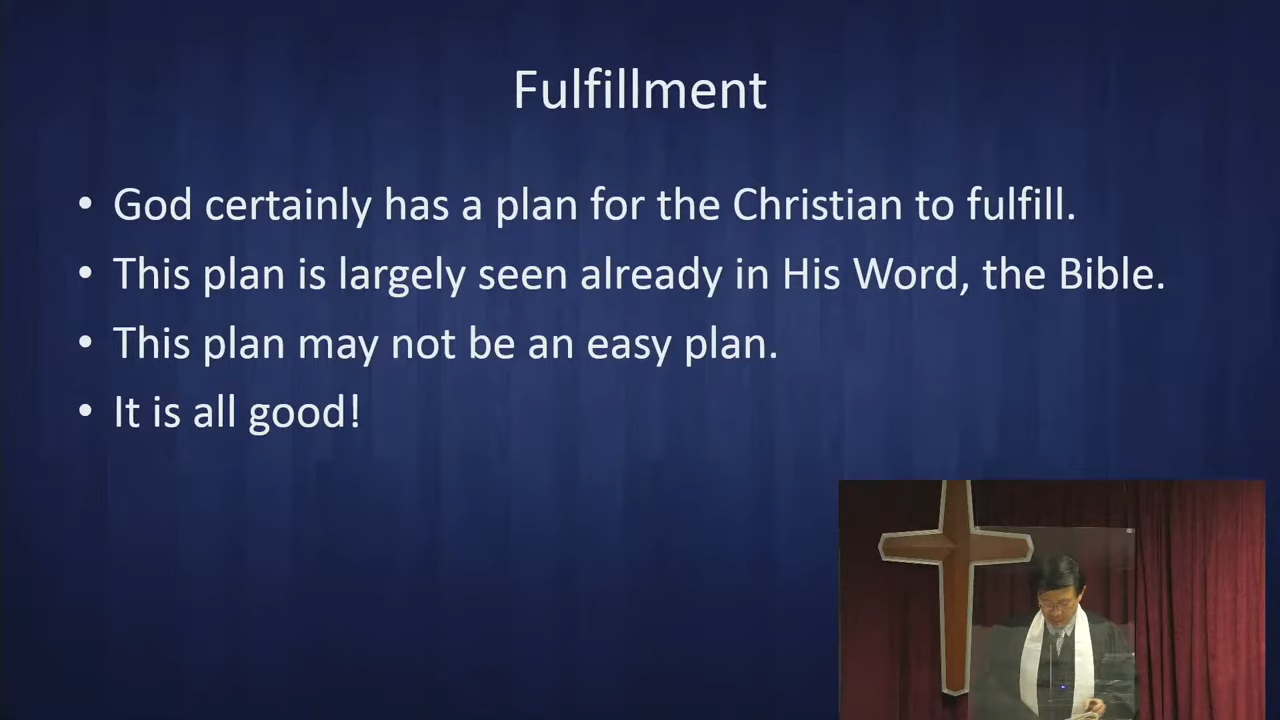 Fulfillment
• God certainly has a plan for the Christian to fulfill.
• This plan is largely seen already in His Word, the Bible.
• This plan may not be an easy plan.
• It is all good!